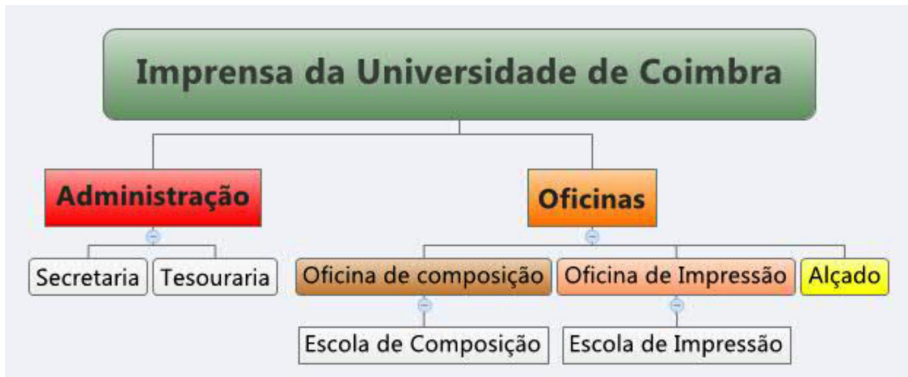 Imprensa da Universidade de Coimbra
Administração
Oficinas
Secretaria
Tesouraria
Oficina de composição
Oficina de Impressão
Alçado
Escola de Composição
Escola de Impressão